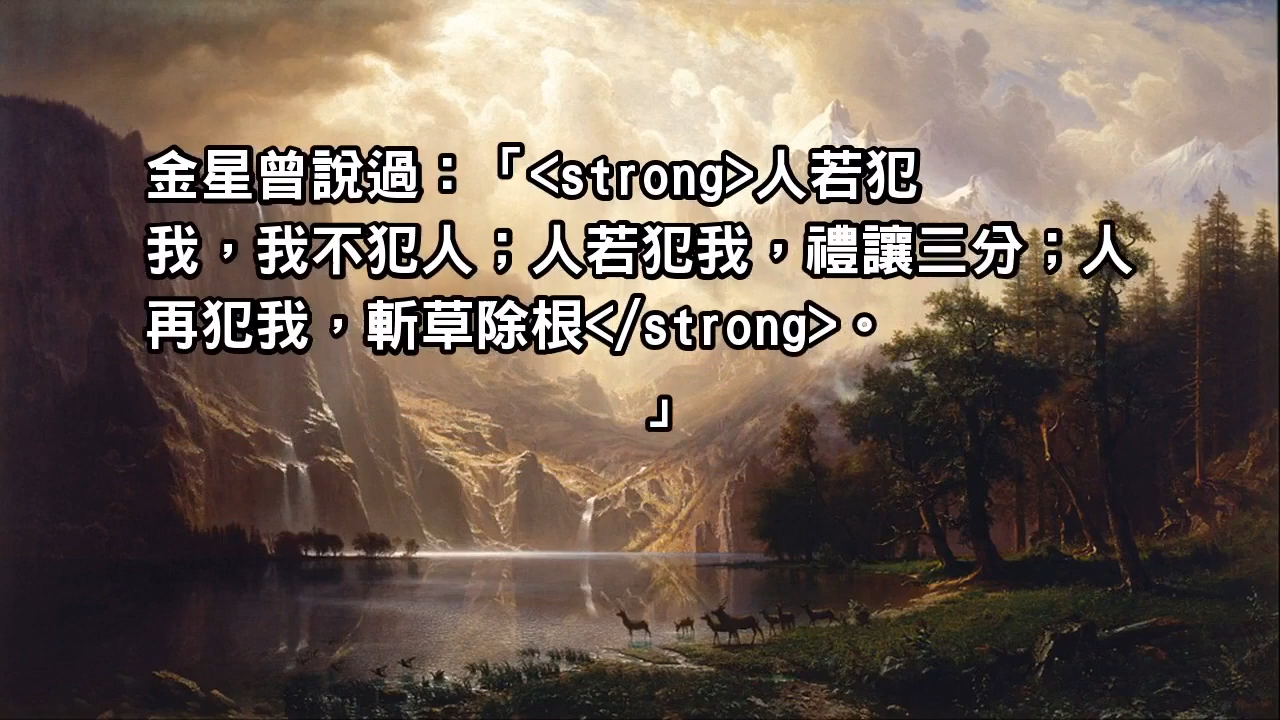 金星曾說過：「<strong>人若犯
我，我不犯人；人若犯我，禮讓三分；人
再犯我，斬草除根</strong>。
」